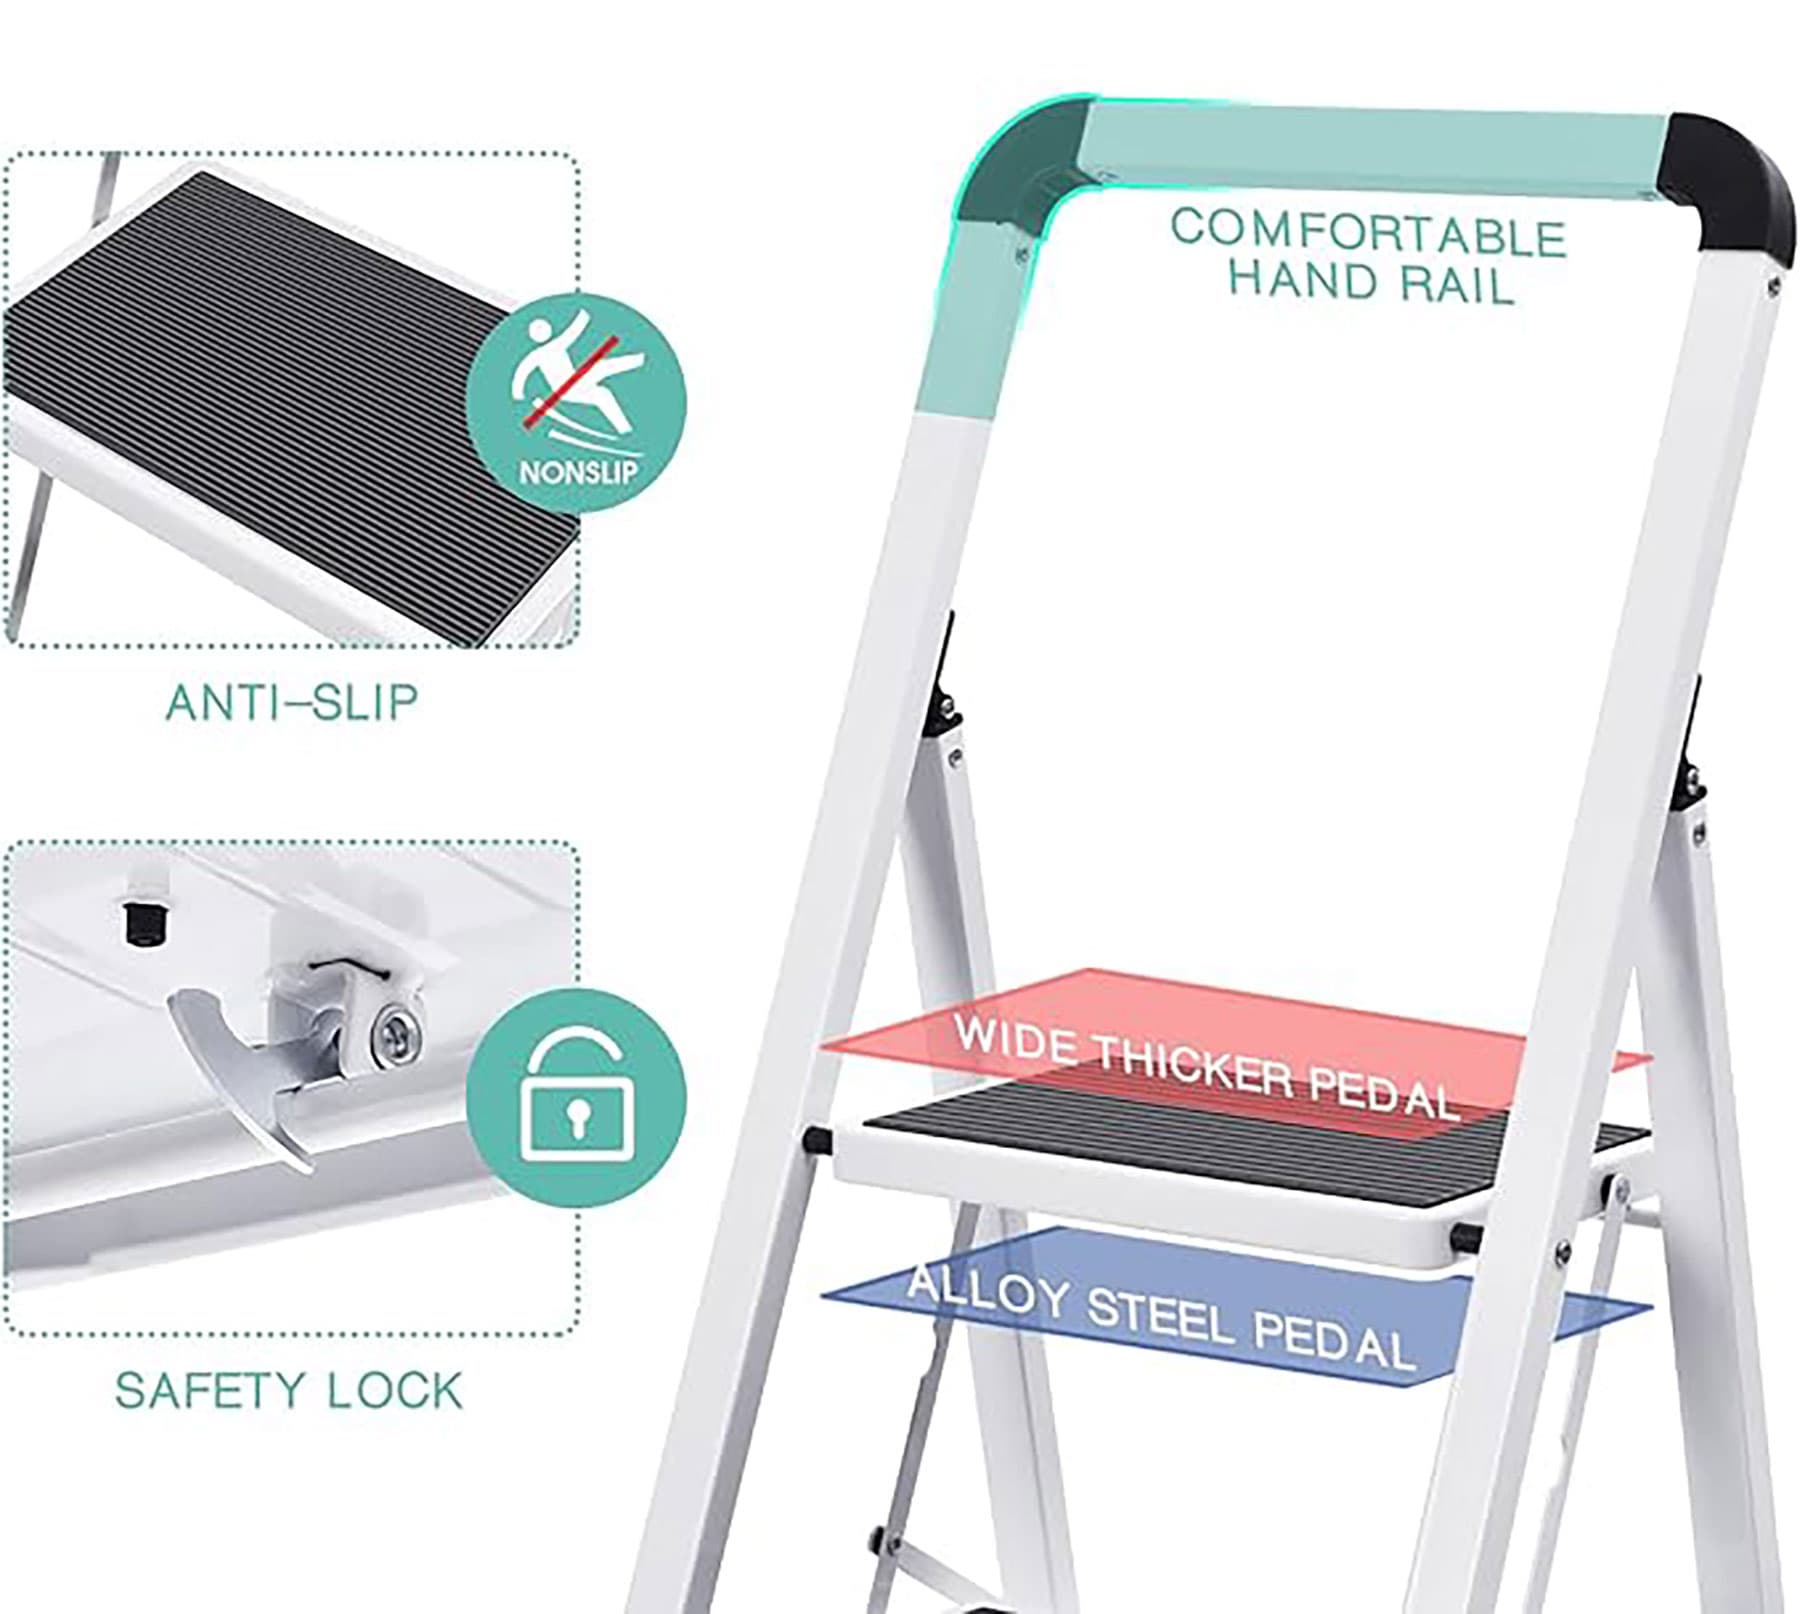 COMFORTABLE
HAND RAIL
NONSLIP
ANTI–SLIP
WIDE THICKER PEDAL
ALLOY STEEL PEDAL
SAFETY LOCK